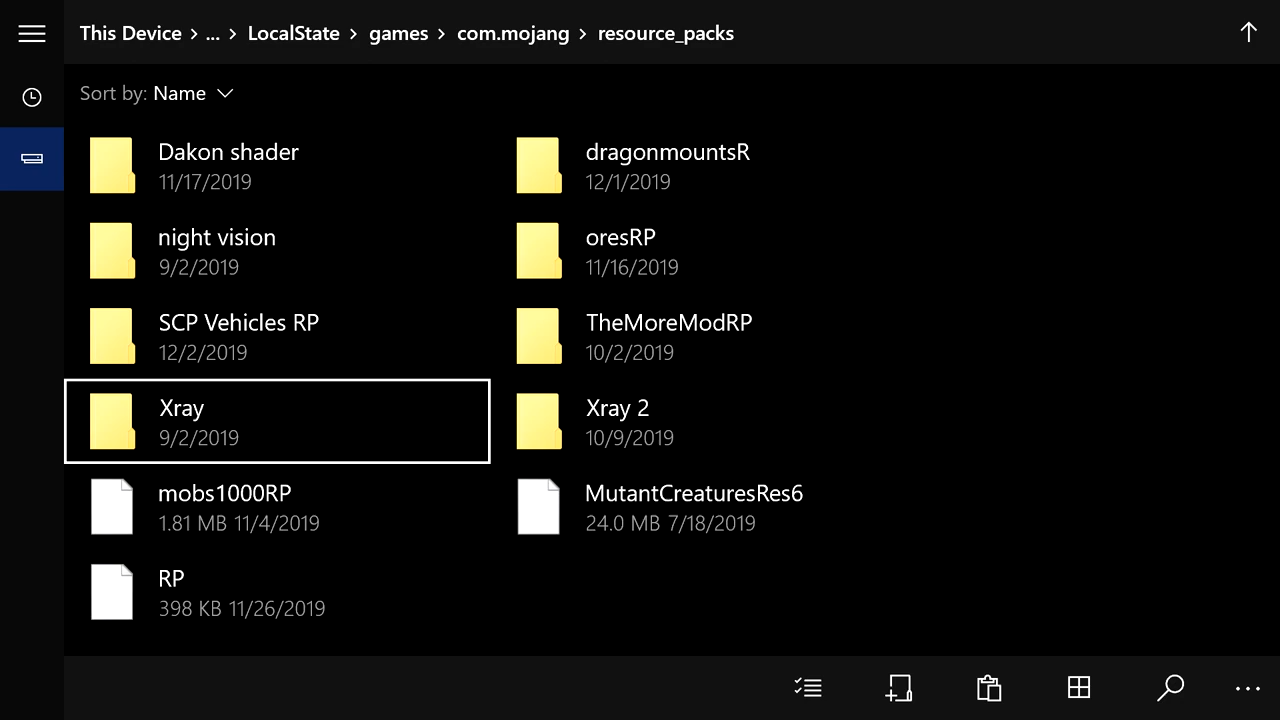 This Device > ... > LocalState > games > com.mojang > resource_packs
Sort by: Name
Dakon shader
11/17/2019
dragonmountsR
12/1/2019
night vision
9/2/2019
oresRP
11/16/2019
SCP Vehicles RP
12/2/2019
TheMoreModRP
10/2/2019
Xray
9/2/2019
Xray 2
10/9/2019
mobs1000RP
1.81 MB 11/4/2019
MutantCreaturesRes6
24.0 MB 7/18/2019
RP
398 KB 11/26/2019